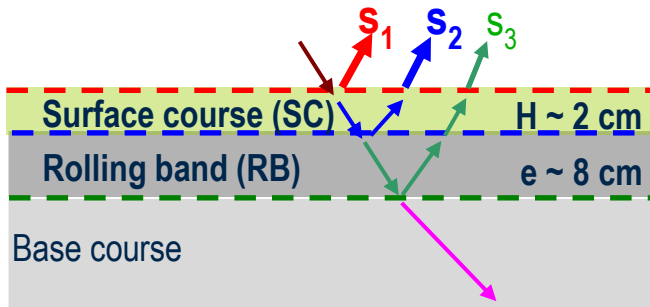 S1 S2 S3
Surface course (SC) H ~ 2 cm
Rolling band (RB) e ~ 8 cm
Base course